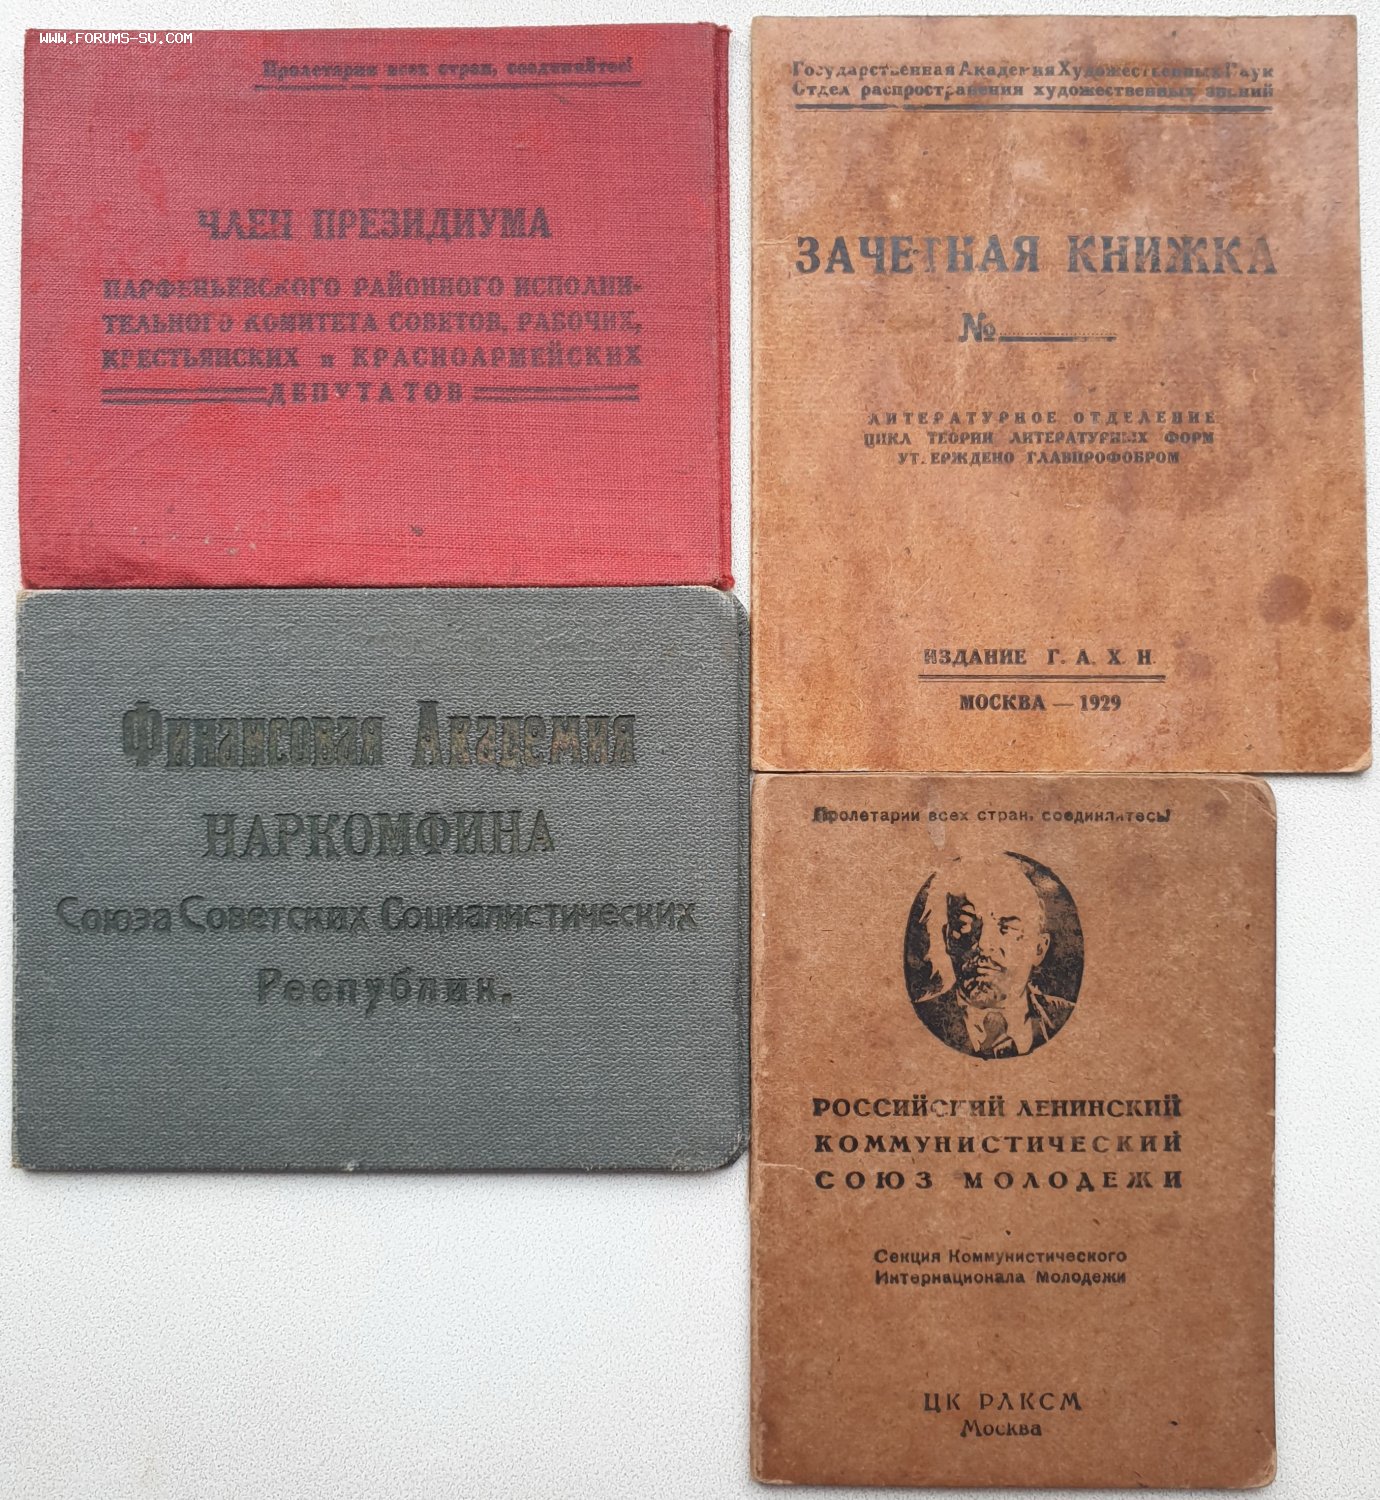 WWW.FORUMS-SU.COM
Пролетарии всех стран, соединяйтесь!
ЧЛЕН ПРЕЗИДИУМА
ПАРФЕНЬЕВСКОГО РАЙОННОГО ИСПОЛНИ-
ТЕЛЬНОГО КОМИТЕТА СОВЕТОВ, РАБОЧИХ,
КРЕСТЬЯНСКИХ и КРАСНОАРМЕЙСКИХ
ДЕПУТАТОВ
Государственная Академия Художественных Наук
Отдел распространения художественных знаний
ЗАЧЕТНАЯ КНИЖКА
№
ЛИТЕРАТУРНОЕ ОТДЕЛЕНИЕ
ЦИКЛ ТЕОРИИ ЛИТЕРАТУРНЫХ ФОРМ
УТВЕРЖДЕНО ГЛАВПРОФОБРОМ
ИЗДАНИЕ Г. А. Х. Н.
МОСКВА — 1929
Финансовая Академия
НАРКОМФИНА
Союза Советских Социалистических
Республик.
Пролетарии всех стран, соединяйтесь!
РОССИЙСКИЙ ЛЕНИНСКИЙ
КОММУНИСТИЧЕСКИЙ
СОЮЗ МОЛОДЕЖИ
Секция Коммунистического
Интернационала Молодежи
ЦК РЛКСМ
Москва